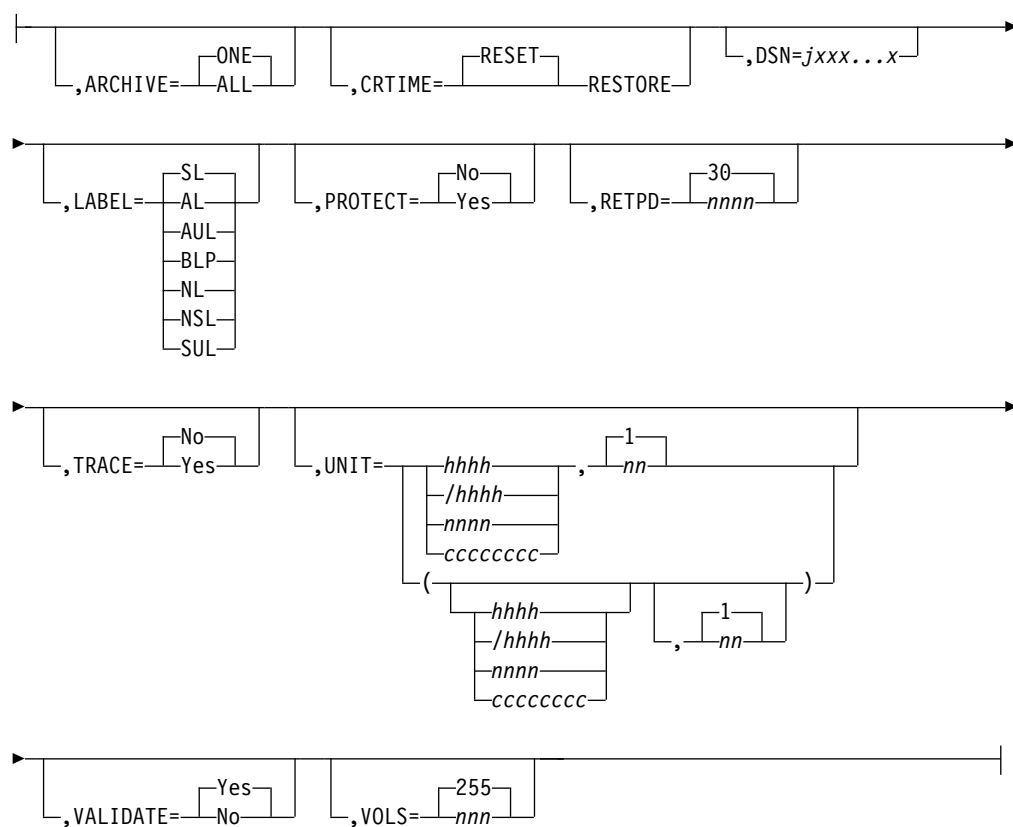 ONE
,ARCHIVE= ALL
RESET
,CRTIME= RESTORE
,DSN=jxxx...x
SL
,LABEL= AL
AUL
BLP
NL
NSL
SUL
No
,PROTECT= Yes
30
,RETPD= nnnn
No
,TRACE= Yes
,UNIT= hhhh , 1
/hhhh nn
nnnn
cccccccc
( hhhh )
/hhhh , 1
nnnn nn
cccccccc
Yes
,VALIDATE= No
255
,VOLS= nnn